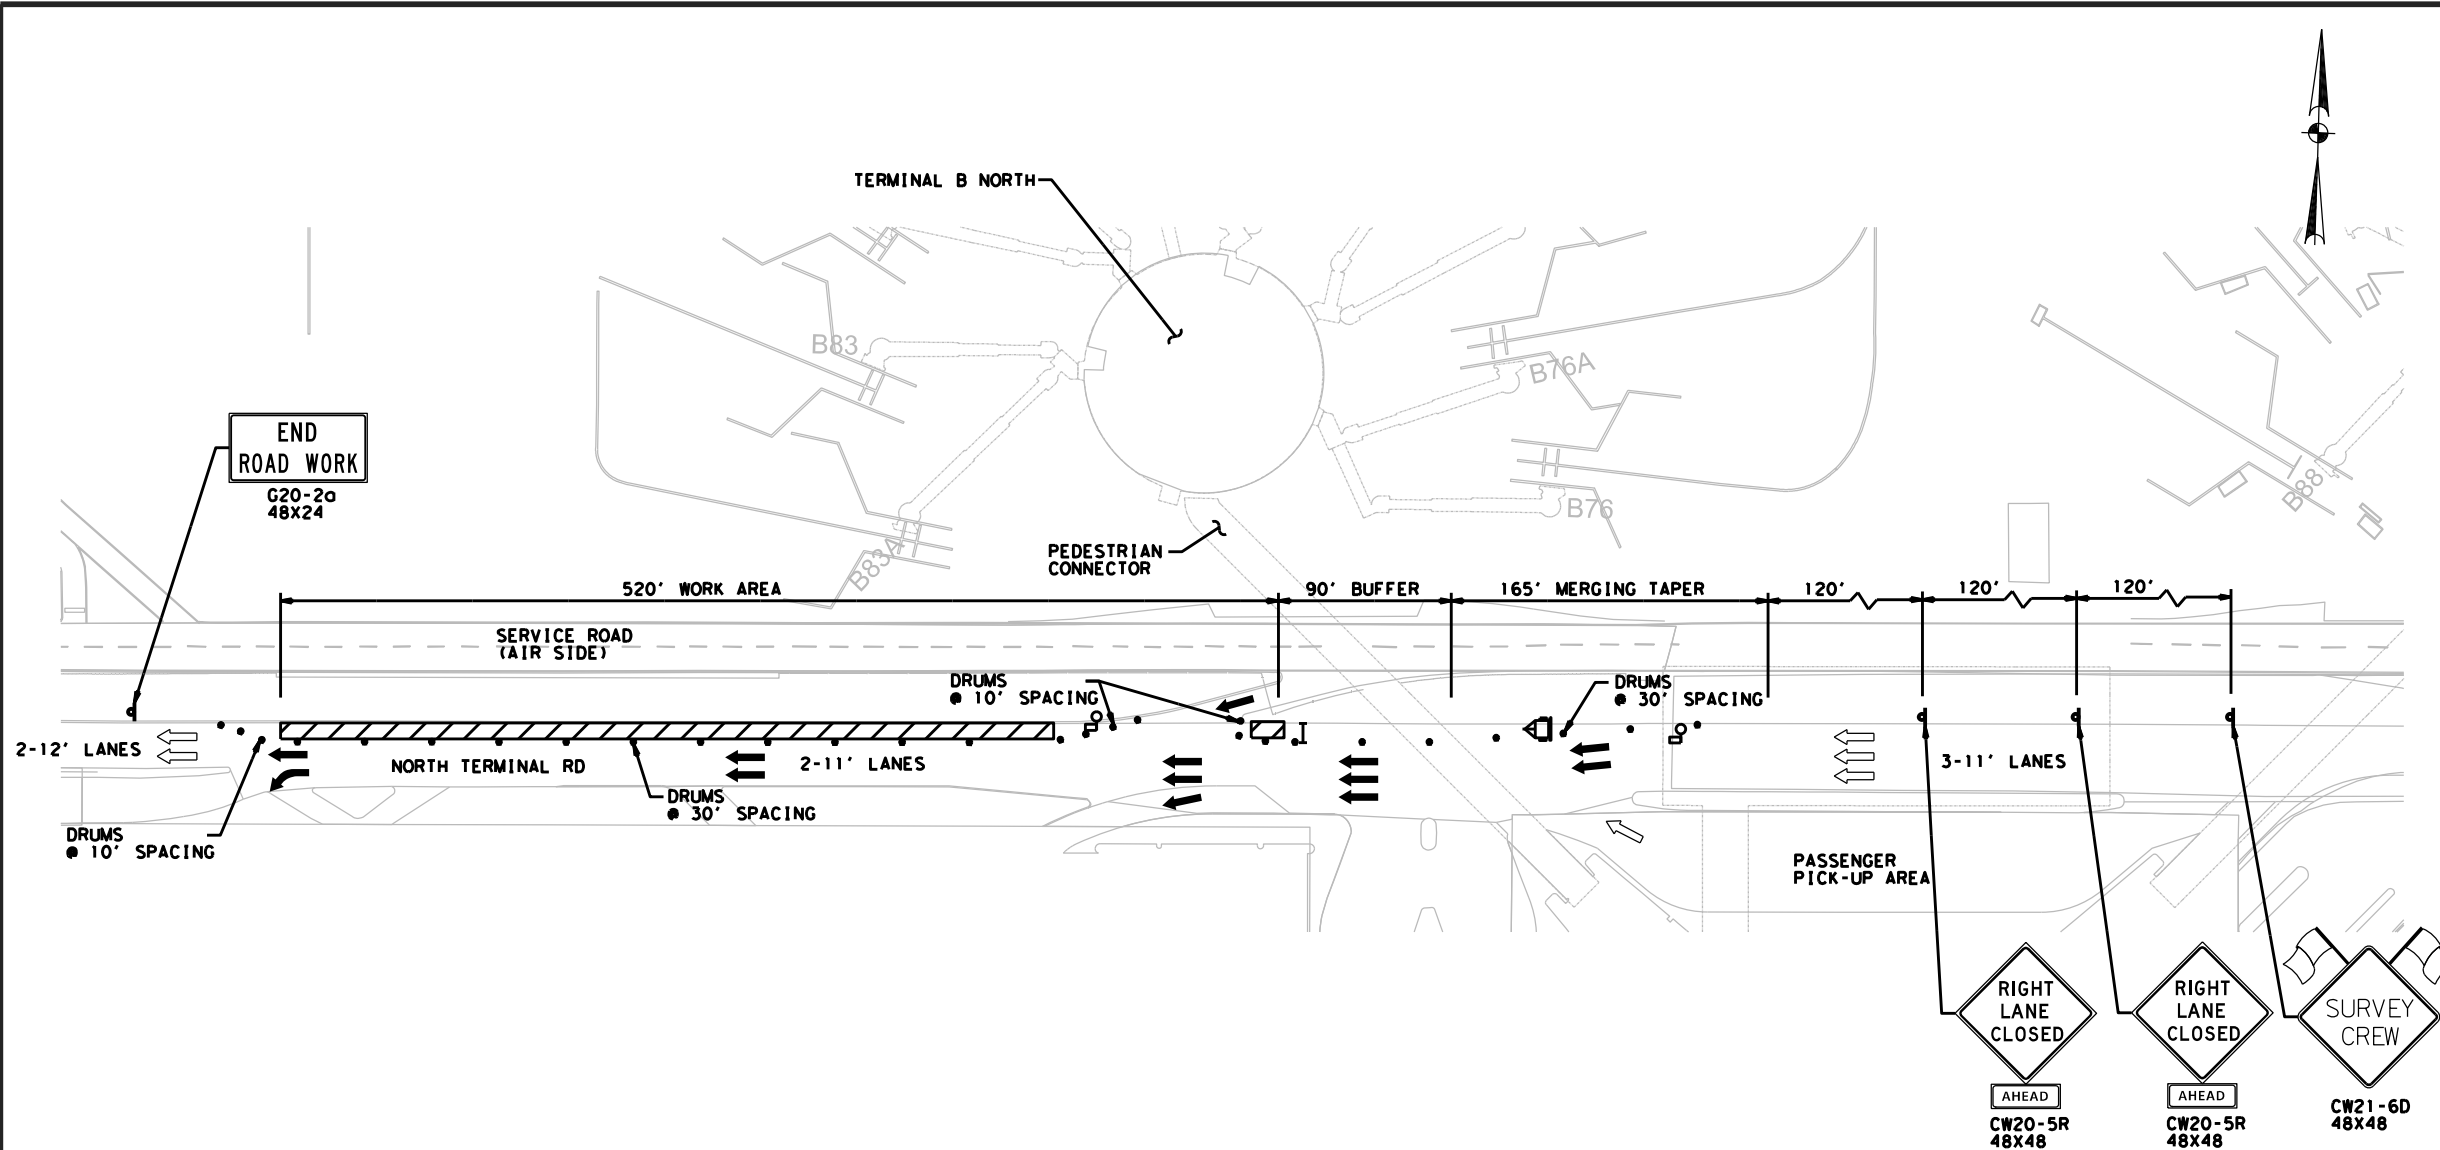 TERMINAL B NORTH
B83
B76A
END
ROAD WORK
G20-2a
48X24
B88
B76
B83A
PEDESTRIAN
CONNECTOR
520' WORK AREA
90' BUFFER
165' MERGING TAPER
120'
120'
120'
SERVICE ROAD
(AIR SIDE)
DRUMS
@ 10' SPACING
DRUMS
@ 30' SPACING
2-12' LANES
NORTH TERMINAL RD
2-11' LANES
3-11' LANES
DRUMS
@ 30' SPACING
DRUMS
@ 10' SPACING
PASSENGER
PICK-UP AREA
RIGHT
LANE
CLOSED
AHEAD
CW20-5R
48X48
RIGHT
LANE
CLOSED
AHEAD
CW20-5R
48X48
SURVEY
CREW
CW21-6D
48X48